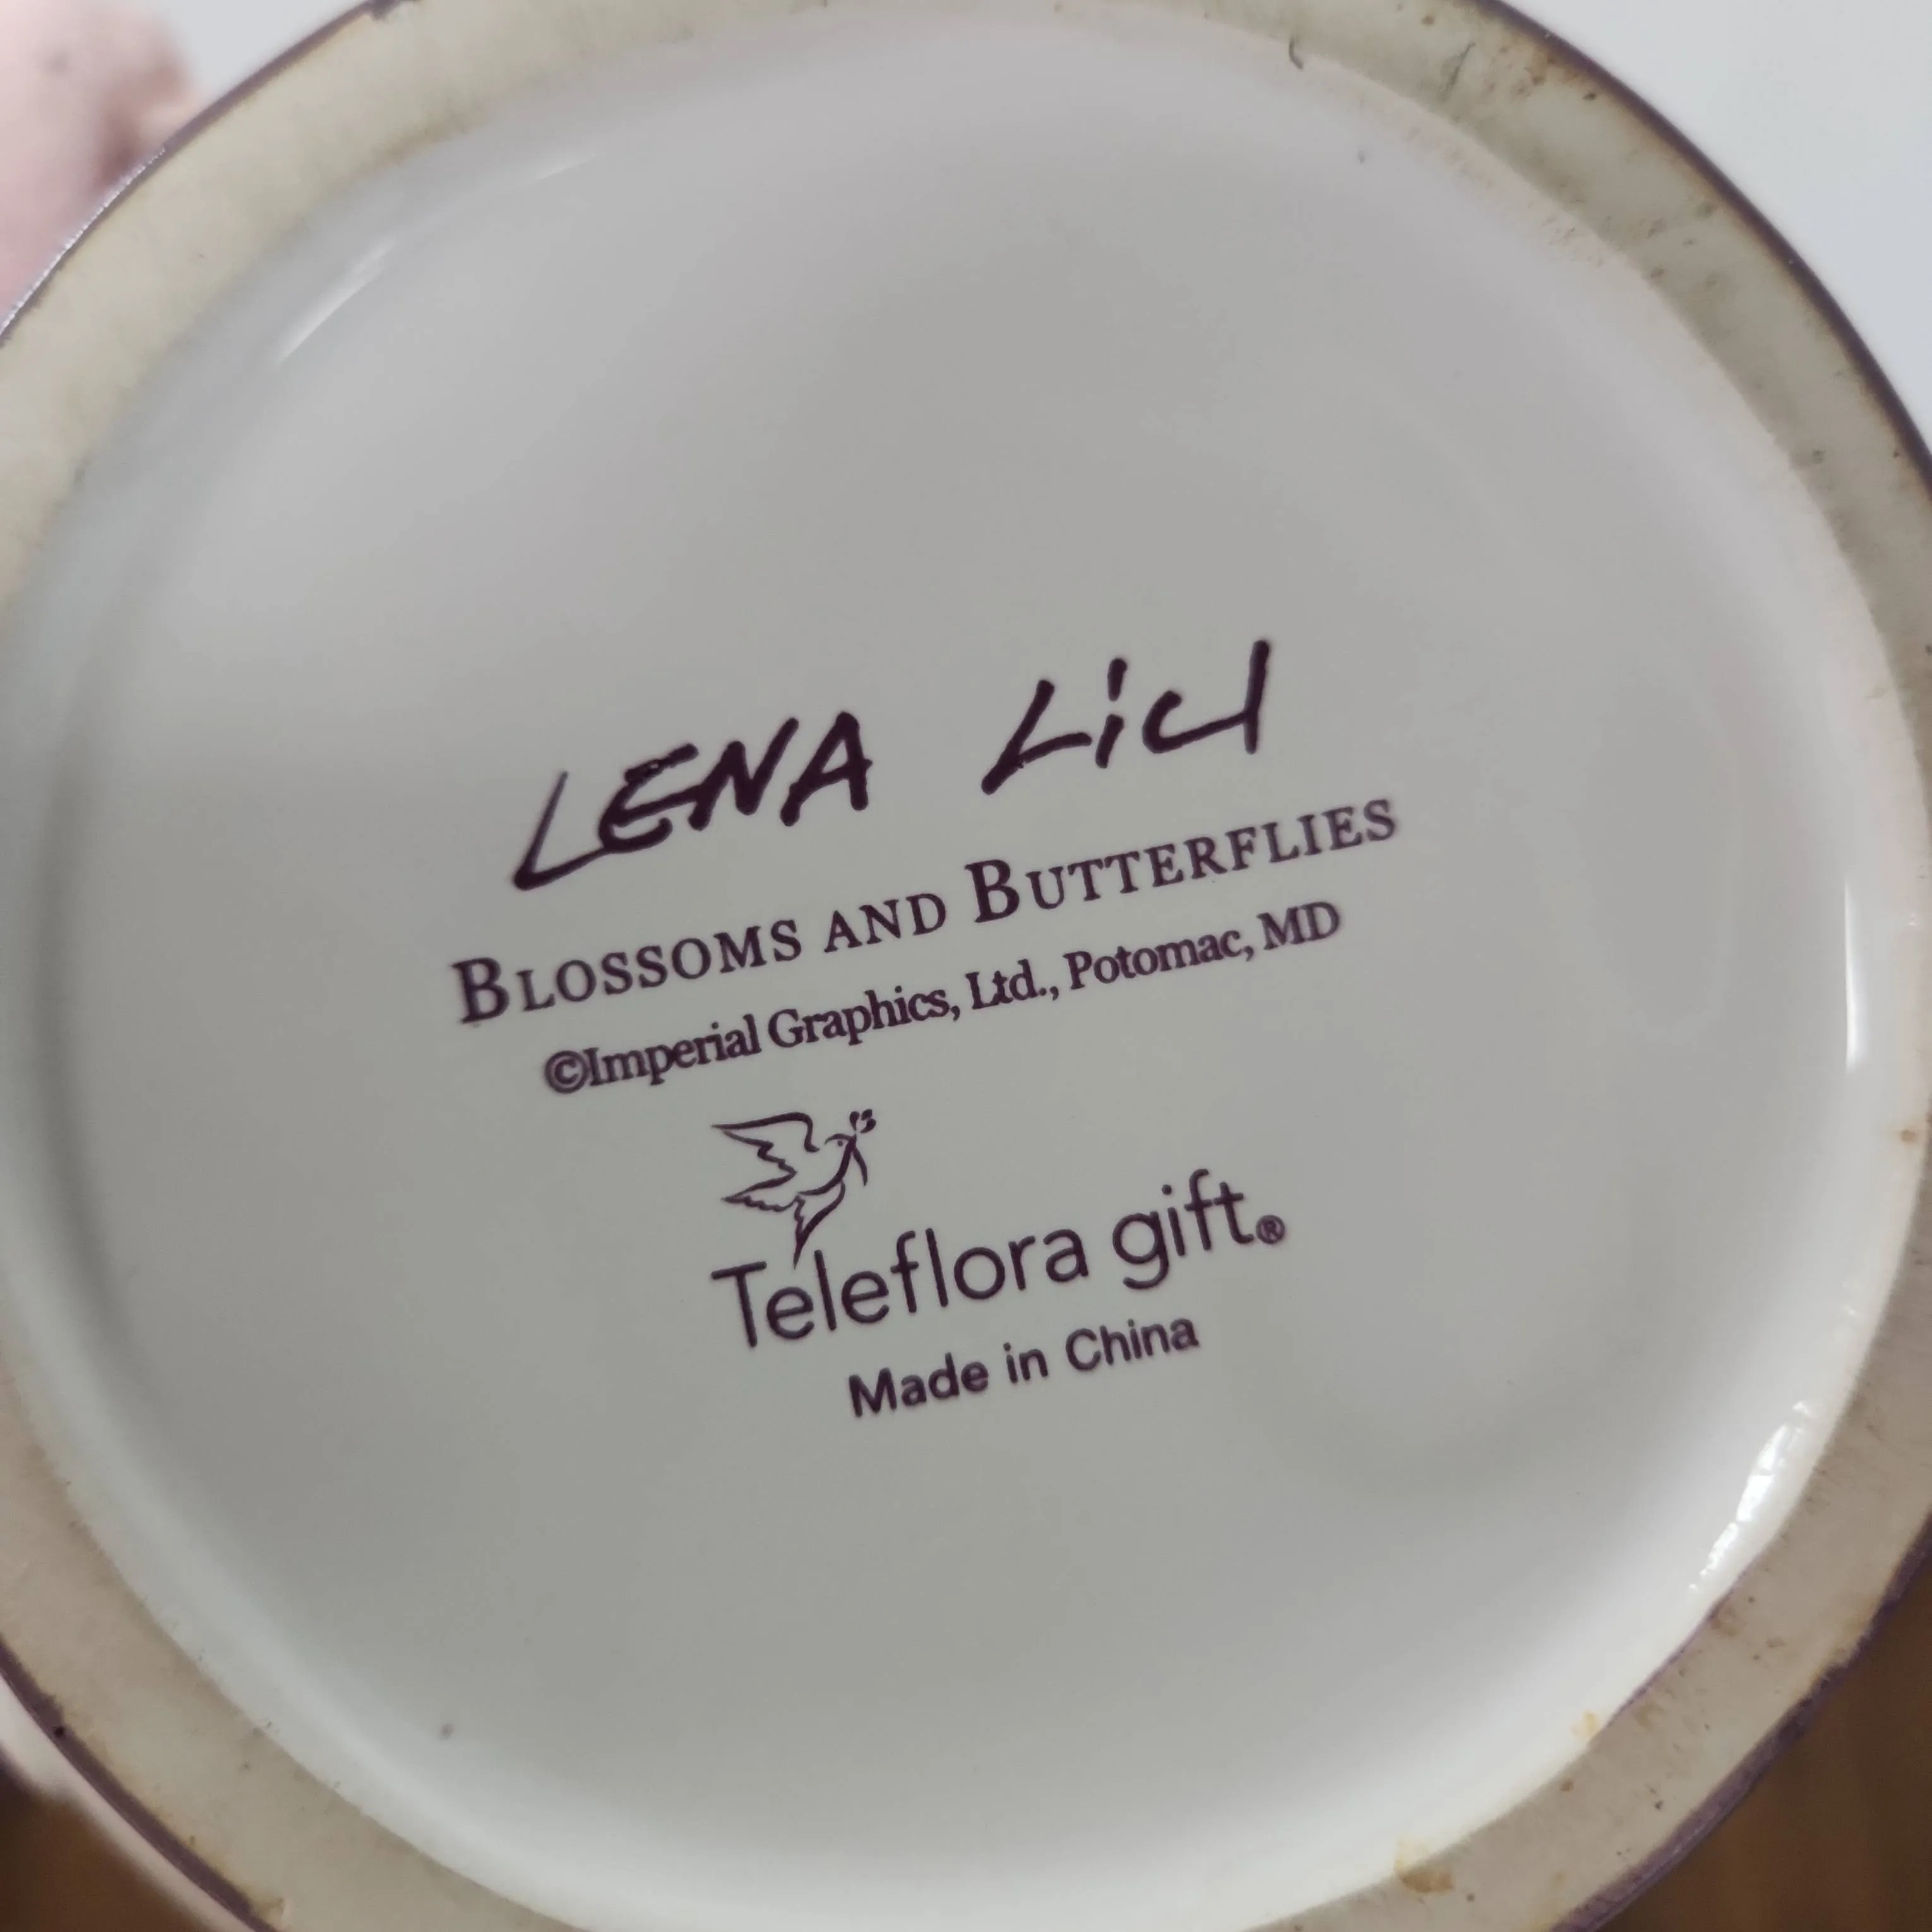 LENA Liu
BLOSSOMS AND BUTTERFLIES
©Imperial Graphics, Ltd., Potomac, MD
Teleflora gift®
Made in China